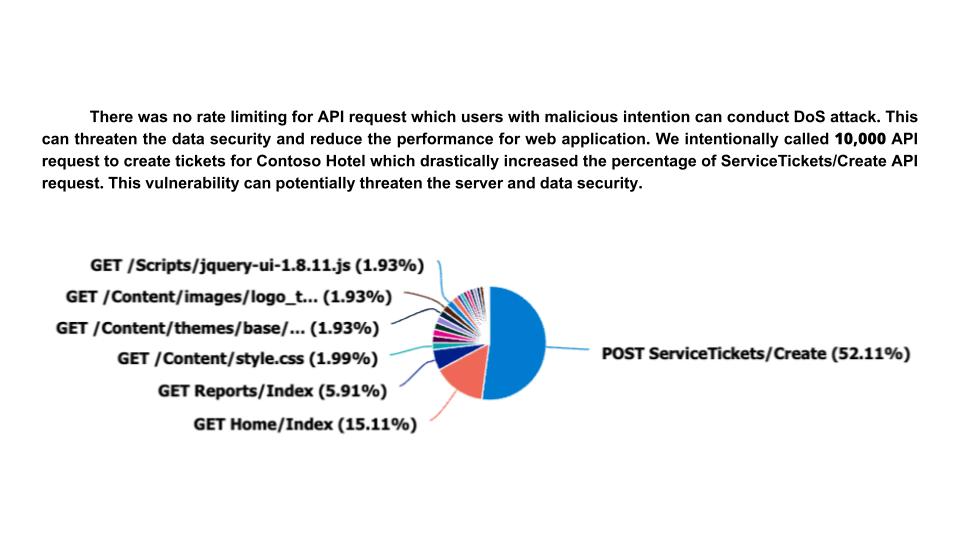 There was no rate limiting for API request which users with malicious intention can conduct DoS attack. This
can threaten the data security and reduce the performance for web application. We intentionally called 10,000 API
request to create tickets for Contoso Hotel which drastically increased the percentage of ServiceTickets/Create API
request. This vulnerability can potentially threaten the server and data security.
GET /Scripts/jquery-ui-1.8.11.js (1.93%)
GET /Content/images/logo_t... (1.93%)
GET /Content/themes/base/... (1.93%)
GET /Content/style.css (1.99%)
GET Reports/Index (5.91%)
GET Home/Index (15.11%)
POST ServiceTickets/Create (52.11%)